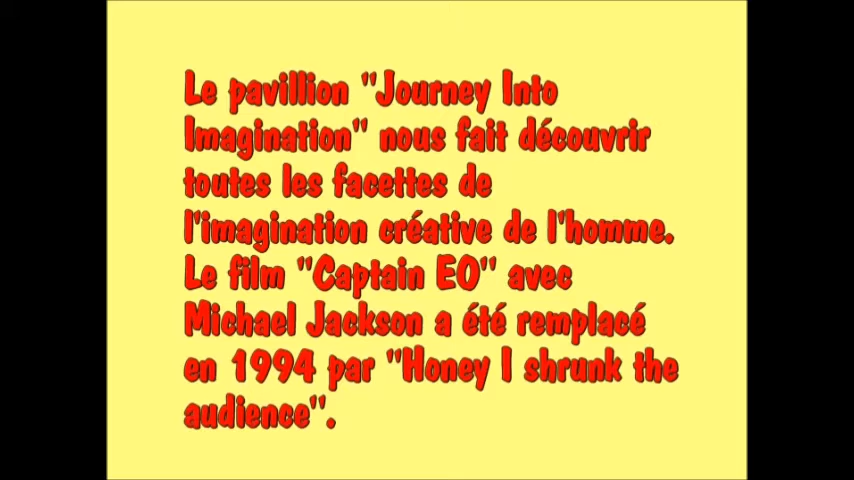 Le pavillion "Journey Into
Imagination" nous fait découvrir
toutes les facettes de
l'imagination créative de l'homme.
Le film "Captain EO" avec
Michael Jackson a été remplacé
en 1994 par "Honey I shrunk the
audience".